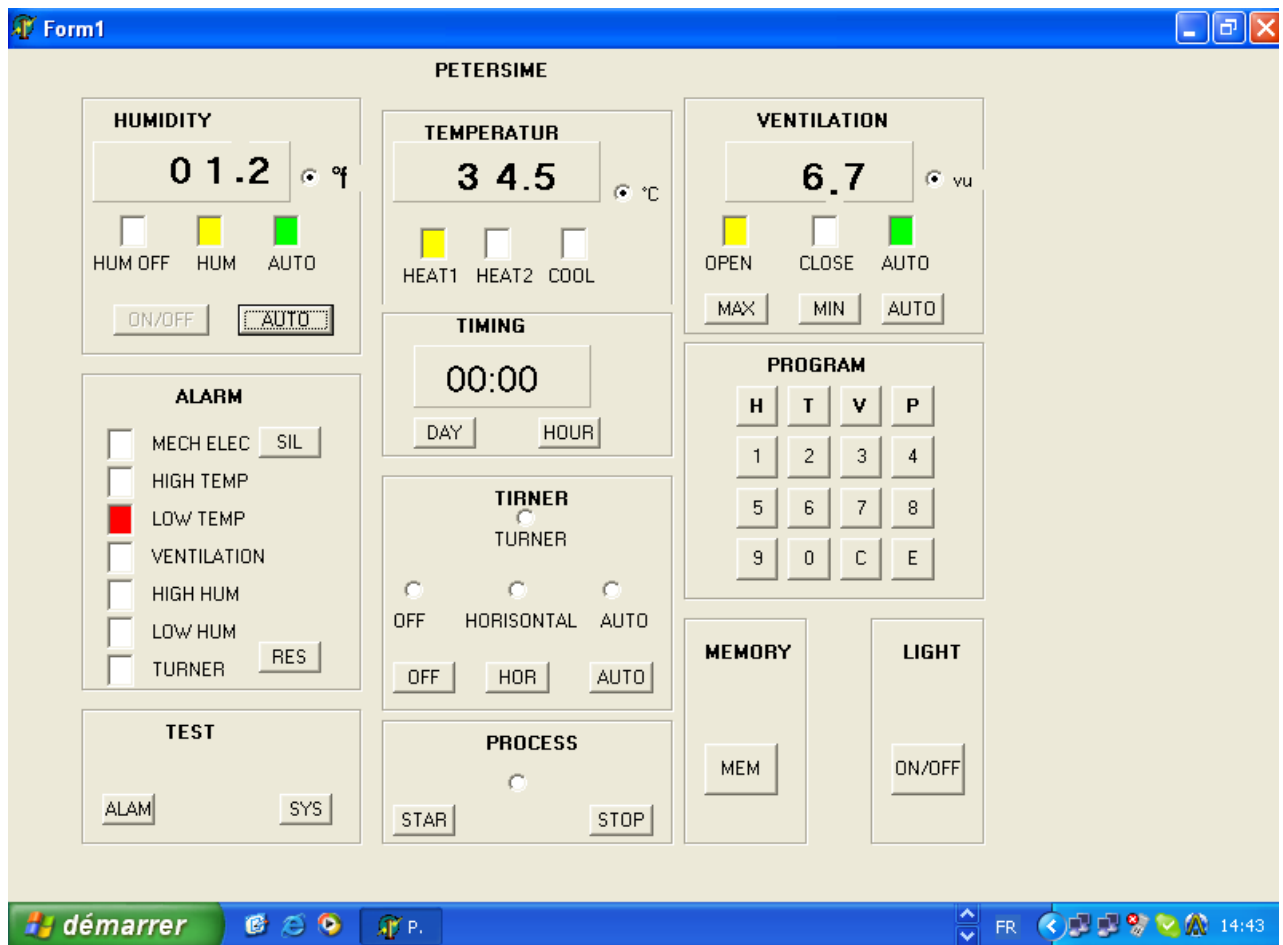 Form1
PETERSIME
HUMIDITY
0 1 .2 °f
HUM OFF HUM AUTO
ON/OFF AUTO
TEMPERATUR
3 4.5 °C
HEAT1 HEAT2 COOL
VENTILATION
6.7 vu
OPEN CLOSE AUTO
MAX MIN AUTO
TIMING
00:00
DAY HOUR
ALARM
MECH ELEC SIL
HIGH TEMP
LOW TEMP
VENTILATION
HIGH HUM
LOW HUM
TURNER RES
TIRNER
TURNER
OFF HORISONTAL AUTO
OFF HOR AUTO
PROGRAM
H T V P
1 2 3 4
5 6 7 8
9 0 C E
TEST
ALAM SYS
PROCESS
STAR STOP
MEMORY
MEM
LIGHT
ON/OFF
démarrer P. FR 14:43